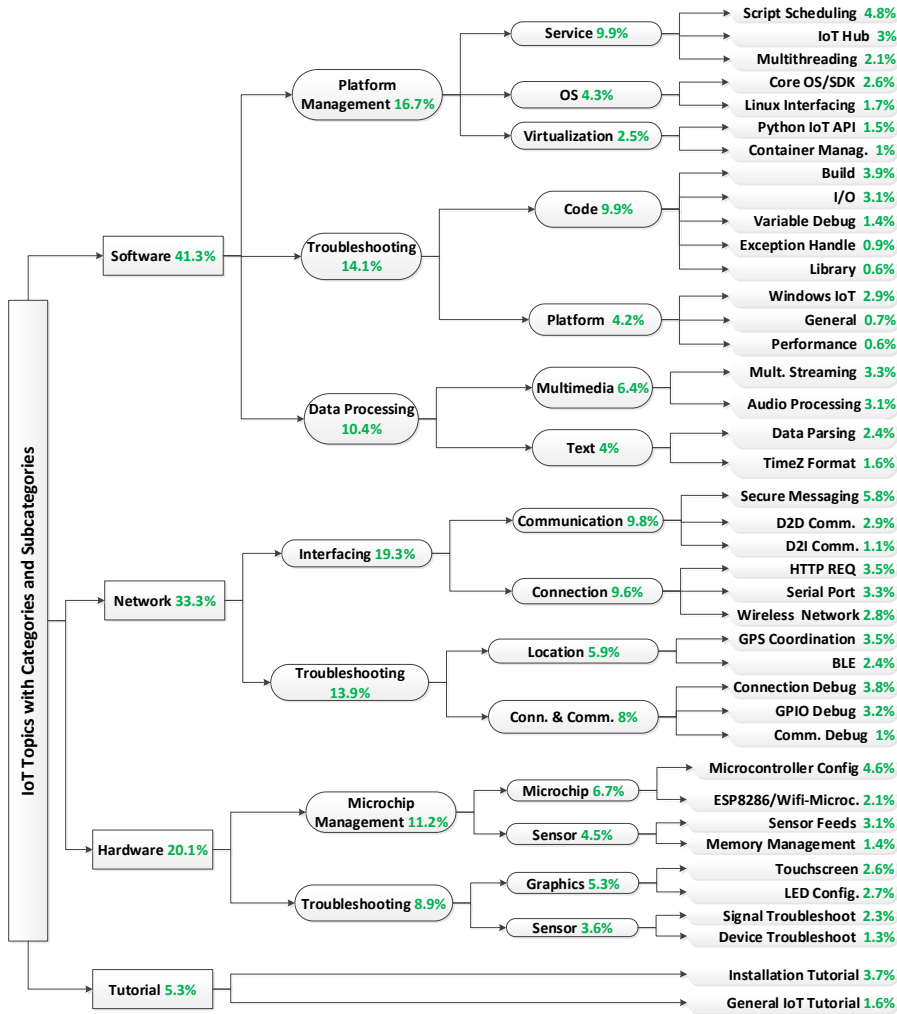 IoT Topics with Categories and Subcategories
Software 41.3%
Platform
Management 16.7%
Service 9.9%
Script Scheduling 4.8%
IoT Hub 3%
Multithreading 2.1%
OS 4.3%
Core OS/SDK 2.6%
Linux Interfacing 1.7%
Virtualization 2.5%
Python IoT API 1.5%
Container Manag. 1%
Troubleshooting
14.1%
Code 9.9%
Build 3.9%
I/O 3.1%
Variable Debug 1.4%
Exception Handle 0.9%
Library 0.6%
Platform 4.2%
Windows IoT 2.9%
General 0.7%
Performance 0.6%
Data Processing
10.4%
Multimedia 6.4%
Mult. Streaming 3.3%
Audio Processing 3.1%
Text 4%
Data Parsing 2.4%
TimeZ Format 1.6%
Network 33.3%
Interfacing 19.3%
Communication 9.8%
Secure Messaging 5.8%
D2D Comm. 2.9%
D2I Comm. 1.1%
Connection 9.6%
HTTP REQ 3.5%
Serial Port 3.3%
Wireless Network 2.8%
Troubleshooting
13.9%
Location 5.9%
GPS Coordination 3.5%
BLE 2.4%
Conn. & Comm. 8%
Connection Debug 3.8%
GPIO Debug 3.2%
Comm. Debug 1%
Hardware 20.1%
Microchip
Management 11.2%
Microchip 6.7%
Microcontroller Config 4.6%
ESP8286/Wifi-Microc. 2.1%
Sensor 4.5%
Sensor Feeds 3.1%
Memory Management 1.4%
Troubleshooting 8.9%
Graphics 5.3%
Touchscreen 2.6%
LED Config. 2.7%
Sensor 3.6%
Signal Troubleshoot 2.3%
Device Troubleshoot 1.3%
Tutorial 5.3%
Installation Tutorial 3.7%
General IoT Tutorial 1.6%